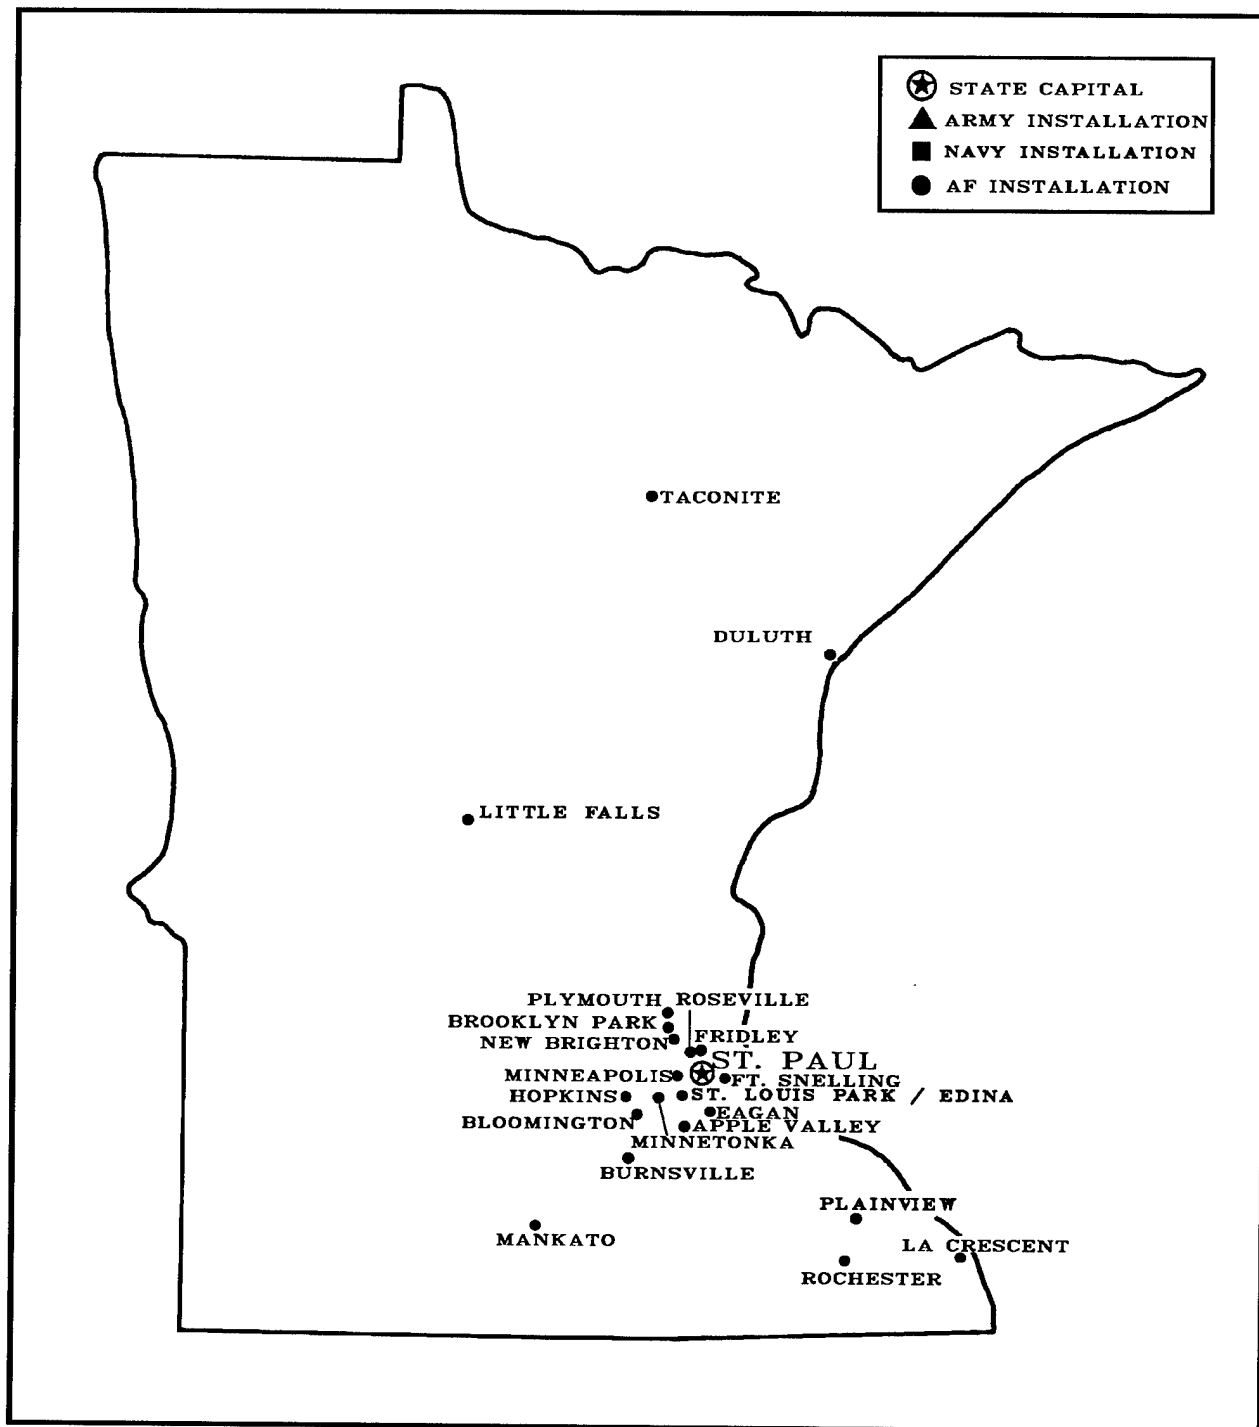 STATE CAPITAL
ARMY INSTALLATION
NAVY INSTALLATION
AF INSTALLATION
TACONITE
DULUTH
LITTLE FALLS
PLYMOUTH
ROSEVILLE
BROOKLYN PARK
NEW BRIGHTON
FRIDLEY
ST. PAUL
MINNEAPOLIS
FT. SNELLING
HOPKINS
ST. LOUIS PARK / EDINA
BLOOMINGTON
EAGAN
APPLE VALLEY
MINNETONKA
BURNSVILLE
PLAINVIEW
MANKATO
LA CRESCENT
ROCHESTER